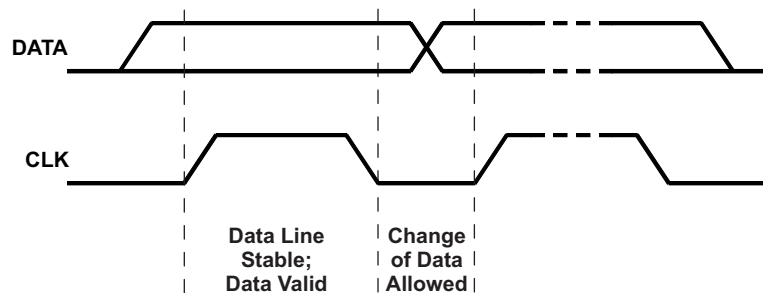 DATA
CLK
Data Line
Stable;
Data Valid
Change
of Data
Allowed